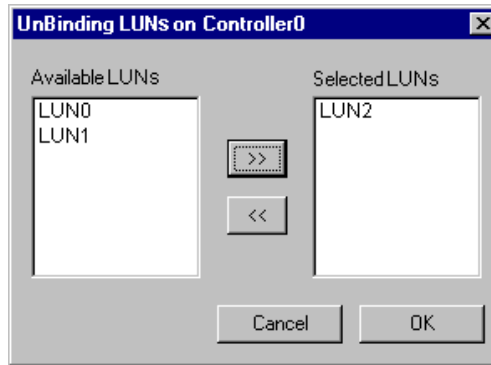 UnBinding LUNs on Controller0
Available LUNs
Selected LUNs
LUN0
LUN1
LUN2
>>
<<
Cancel
OK